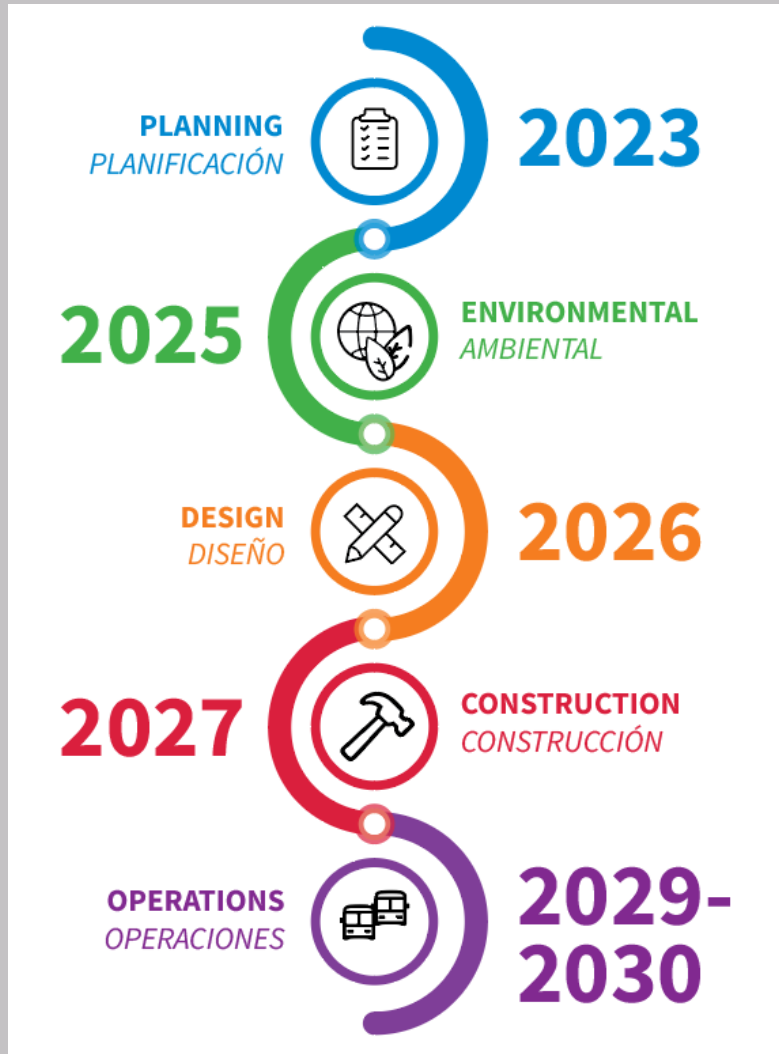 PLANNING
PLANIFICACIÓN
2023
2025
ENVIRONMENTAL
AMBIENTAL
DESIGN
DISEÑO
2026
2027
CONSTRUCTION
CONSTRUCCIÓN
OPERATIONS
OPERACIONES
2029-
2030